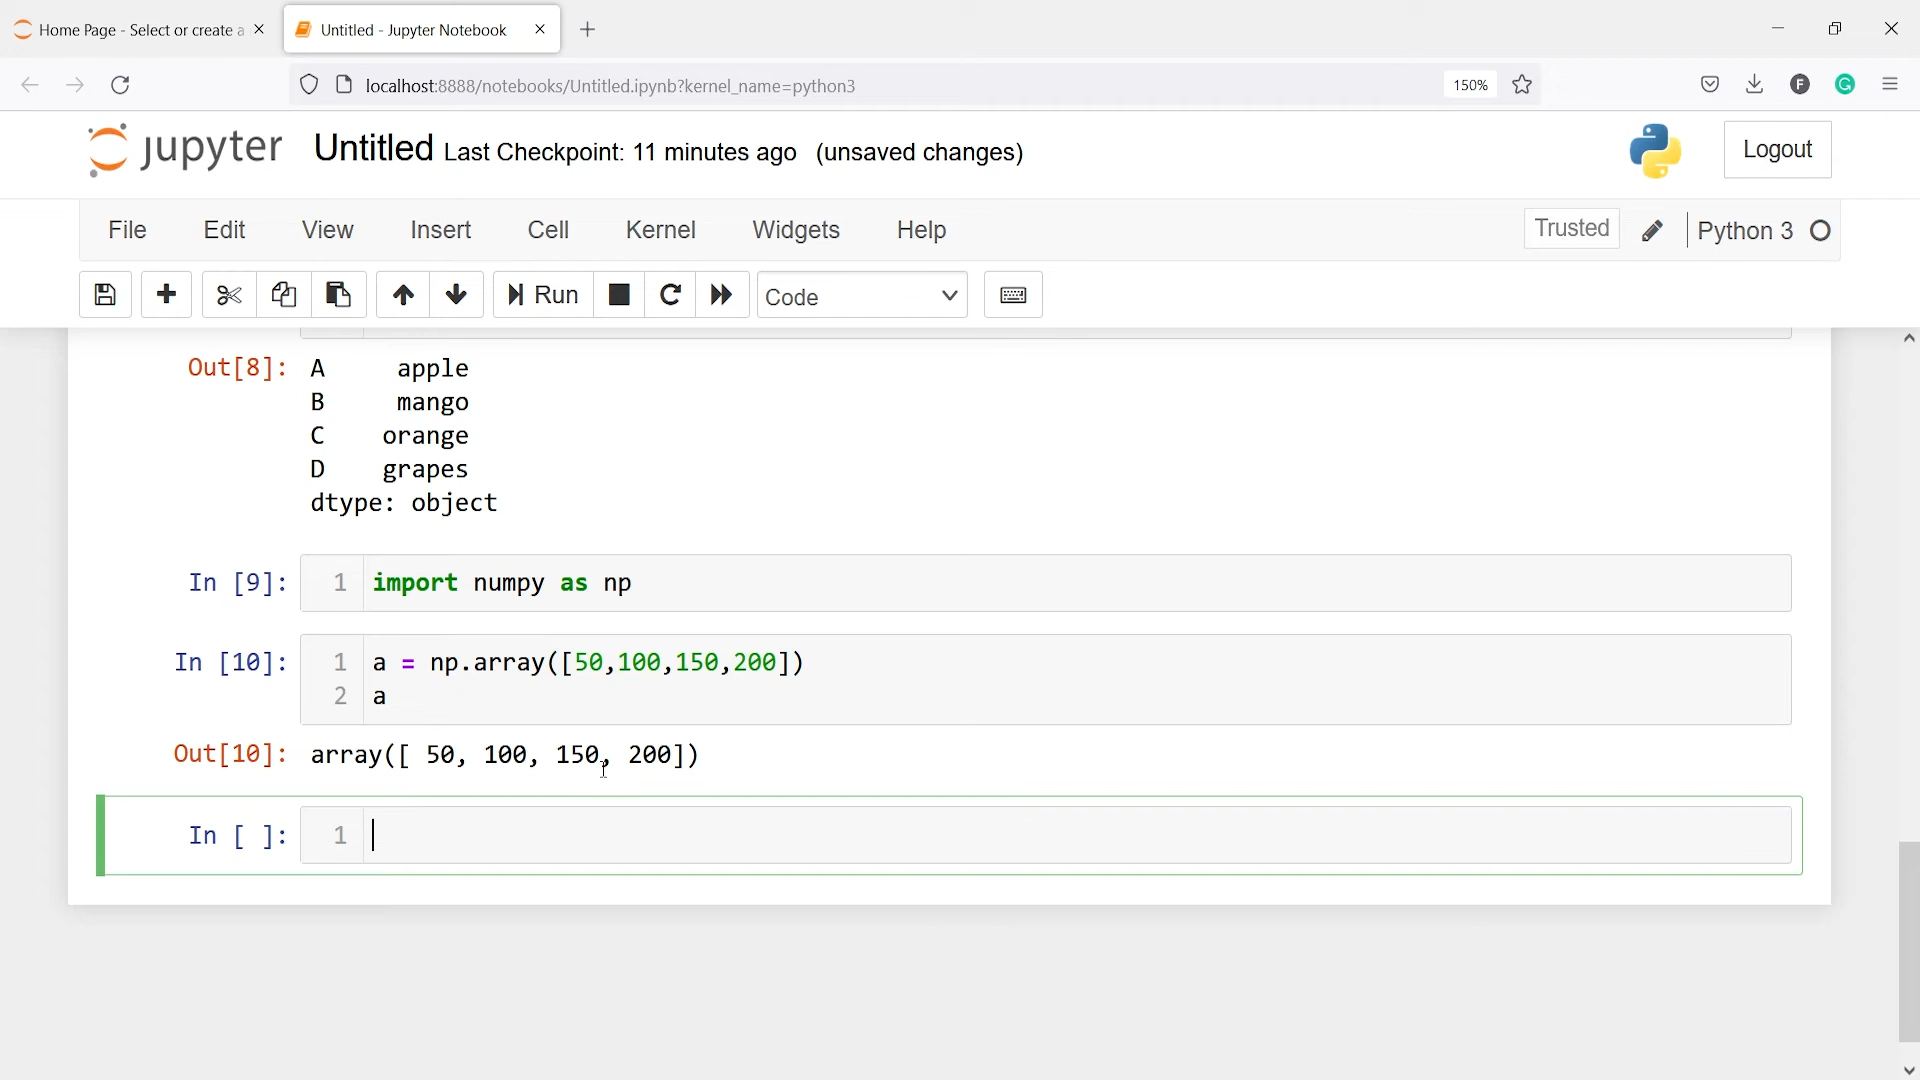 Home Page - Select or create a
Untitled - Jupyter Notebook
localhost:8888/notebooks/Untitled.ipynb?kernel_name=python3
150%
F
G
jupyter Untitled Last Checkpoint: 11 minutes ago (unsaved changes)
Logout
File Edit View Insert Cell Kernel Widgets Help
Trusted
Python 3
Run
Code
Out[8]: A apple
B mango
C orange
D grapes
dtype: object
In [9]: 1 import numpy as np
In [10]: 1 a = np.array([50,100,150,200])
2 a
Out[10]: array([ 50, 100, 150, 200])
In [ ]: 1